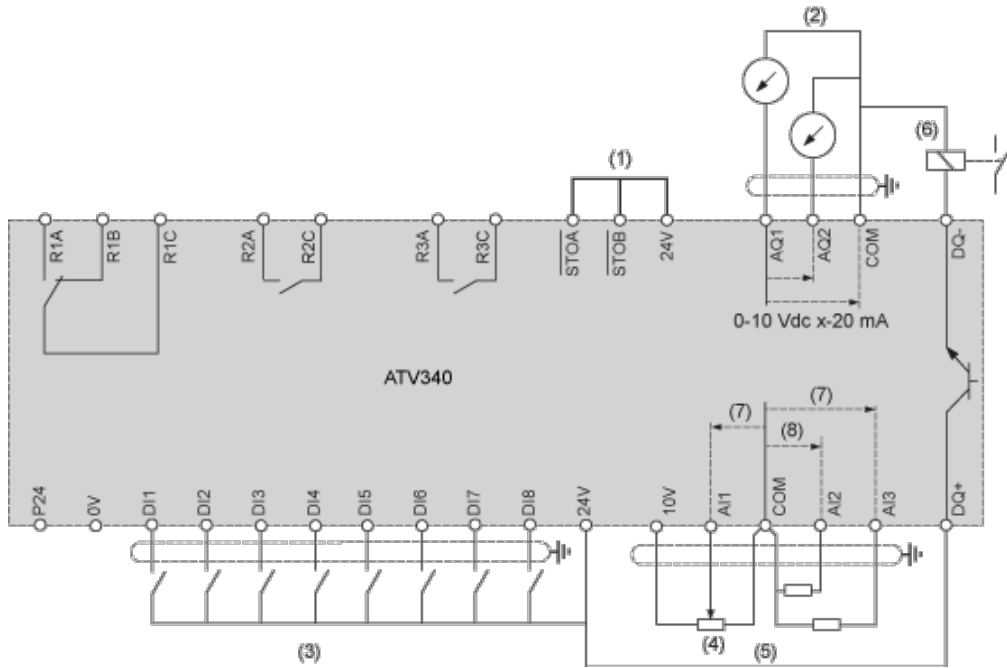 (2)
(6)
(1)
R1A R1B R1C R2A R2C R3A R3C STOA STOB 24V AQ1 AQ2 COM DQ-
0-10 Vdc x-20 mA
ATV340
(7)
(7)
(8)
P24 0V DI1 DI2 DI3 DI4 DI5 DI6 DI7 DI8 24V 10V AI1 COM AI2 AI3 DQ+
(3) (4) (5)